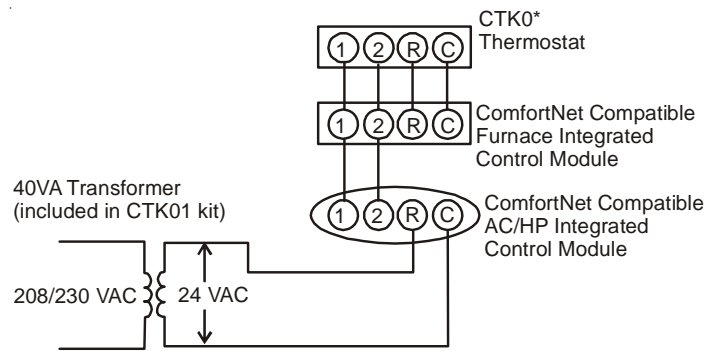 CTK0*
Thermostat
1 2 R C
ComfortNet Compatible
Furnace Integrated
Control Module
1 2 R C
40VA Transformer
(included in CTK01 kit)
ComfortNet Compatible
AC/HP Integrated
Control Module
1 2 R C
208/230 VAC
24 VAC